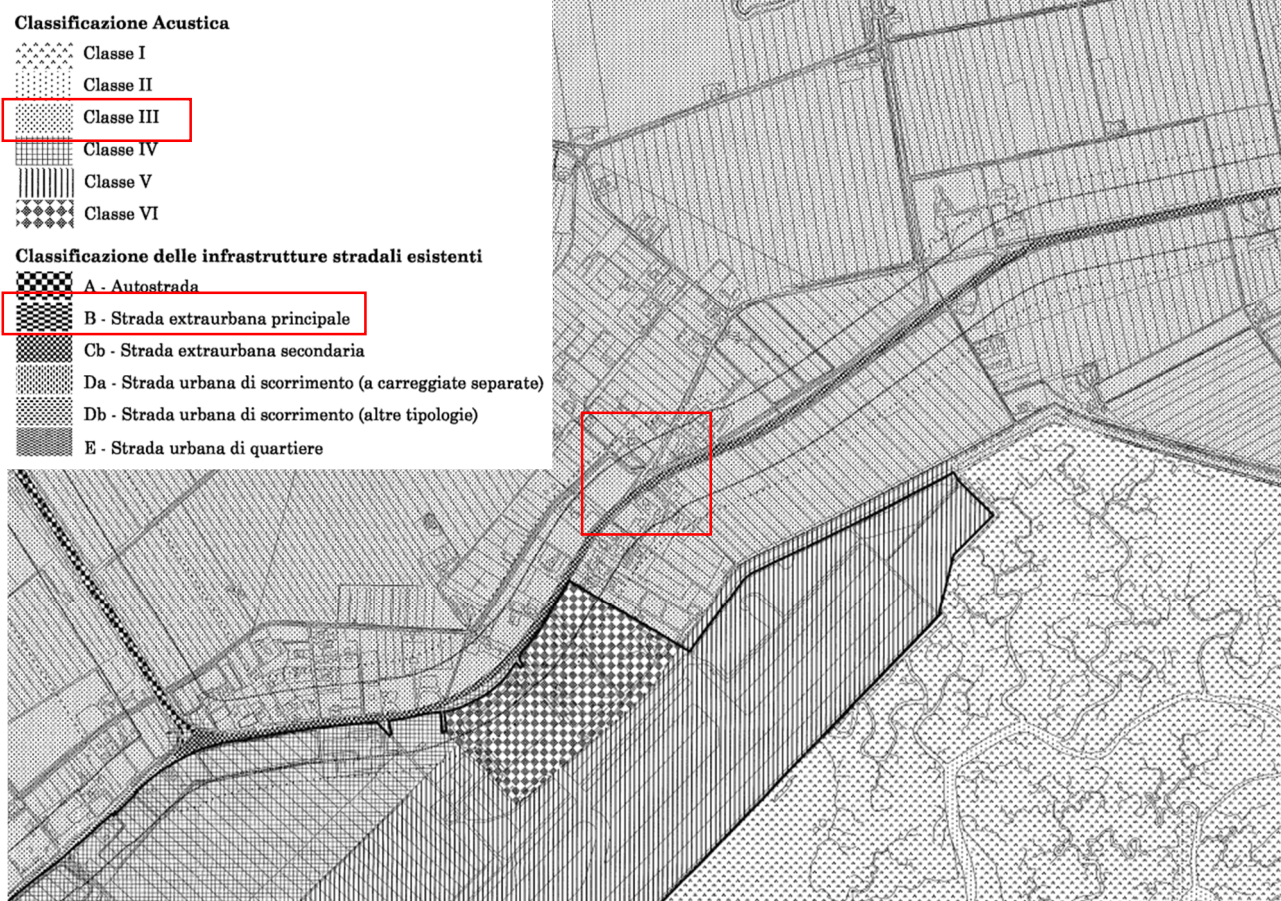 Classificazione Acustica
Classe I
Classe II
Classe III
Classe IV
Classe V
Classe VI
Classificazione delle infrastrutture stradali esistenti
A - Autostrada
B - Strada extraurbana principale
Cb - Strada extraurbana secondaria
Da - Strada urbana di scorrimento (a carreggiate separate)
Db - Strada urbana di scorrimento (altre tipologie)
E - Strada urbana di quartiere